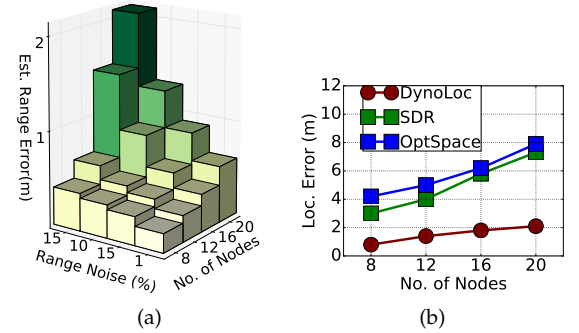 2
1
Est. Range Error(m)
15
10
15
1
Range Noise (%)
8
12
16
20
No. of Nodes
(a)
12
10
8
6
4
2
0
Loc. Error (m)
DynoLoc
SDR
OptSpace
8 12 16 20
No. of Nodes
(b)